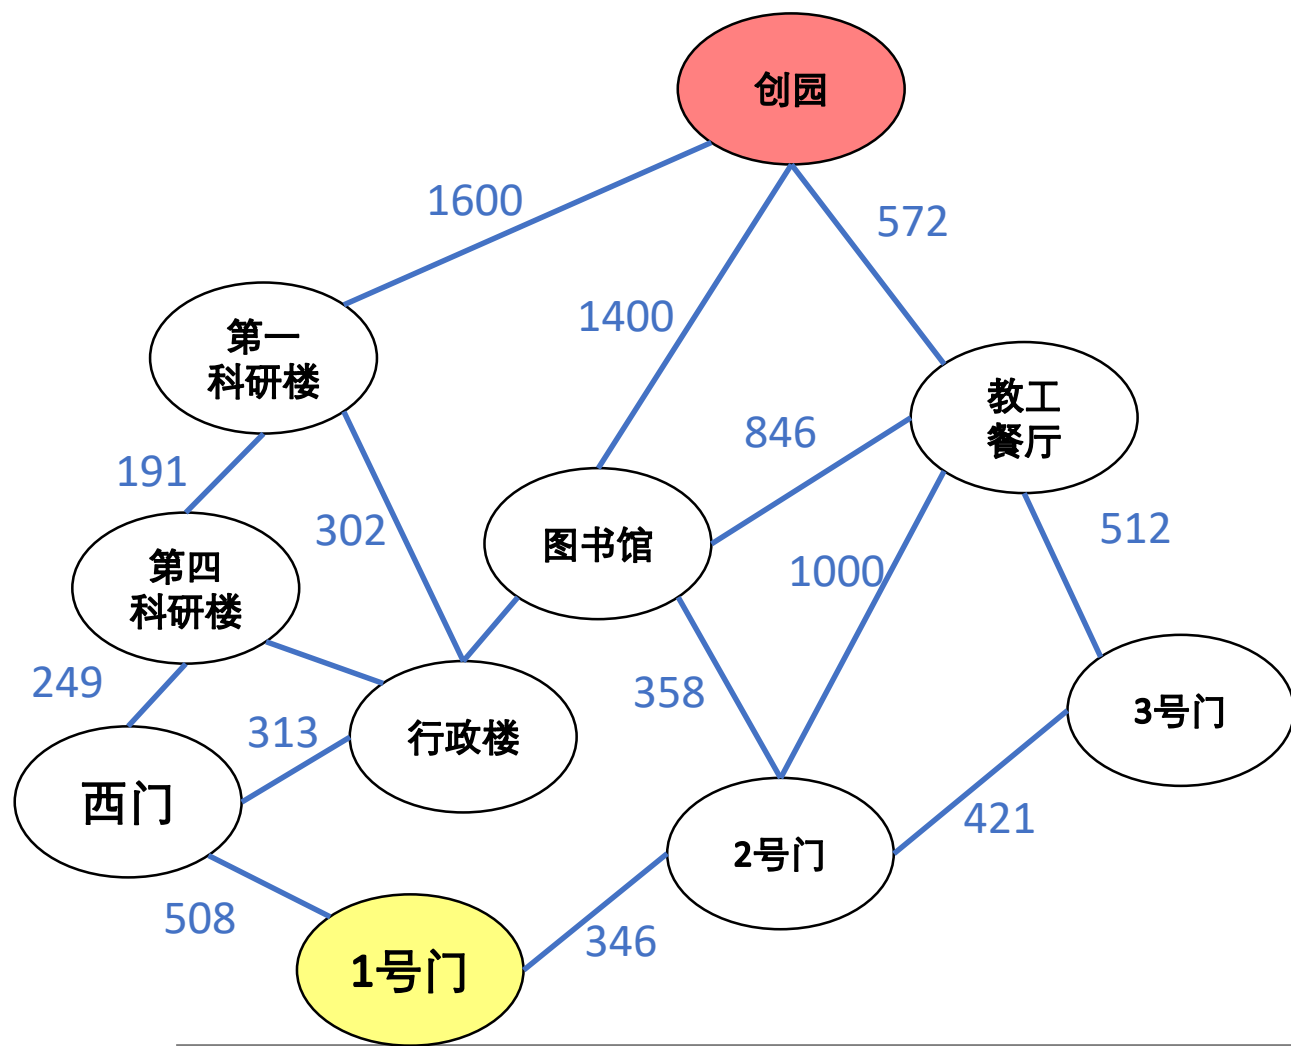 创园
1600
572
1400
第一
科研楼
教工
餐厅
846
191
302
图书馆
512
1000
第四
科研楼
249
313
358
3号门
行政楼
西门
421
2号门
508
346
1号门